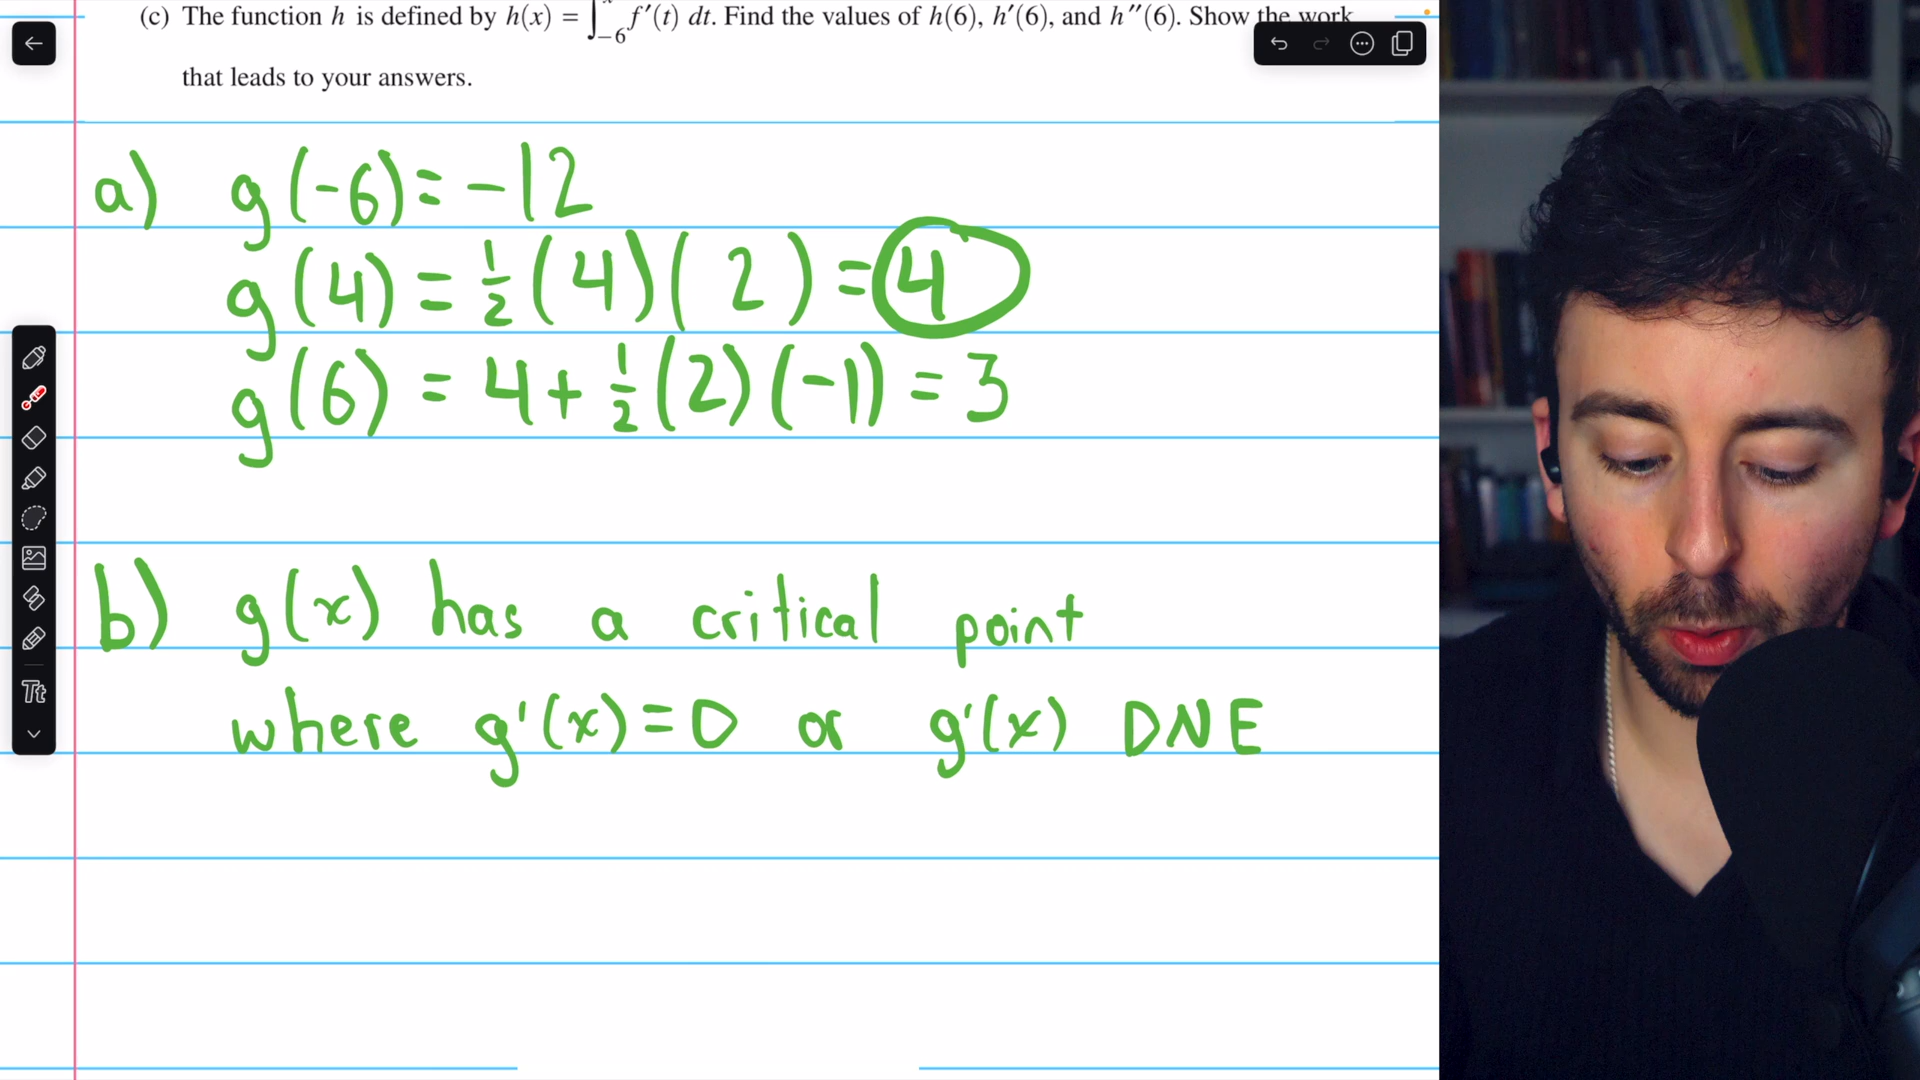 (c) The function h is defined by h(x) = ∫₋₆ˣ f′(t) dt. Find the values of h(6), h′(6), and h″(6). Show the work
that leads to your answers.
a) g(-6) = -12
g(4) = 1/2 (4)(2) = 4
g(6) = 4 + 1/2 (2)(-1) = 3
b) g(x) has a critical point
where g'(x) = 0 or g'(x) DNE
Tt